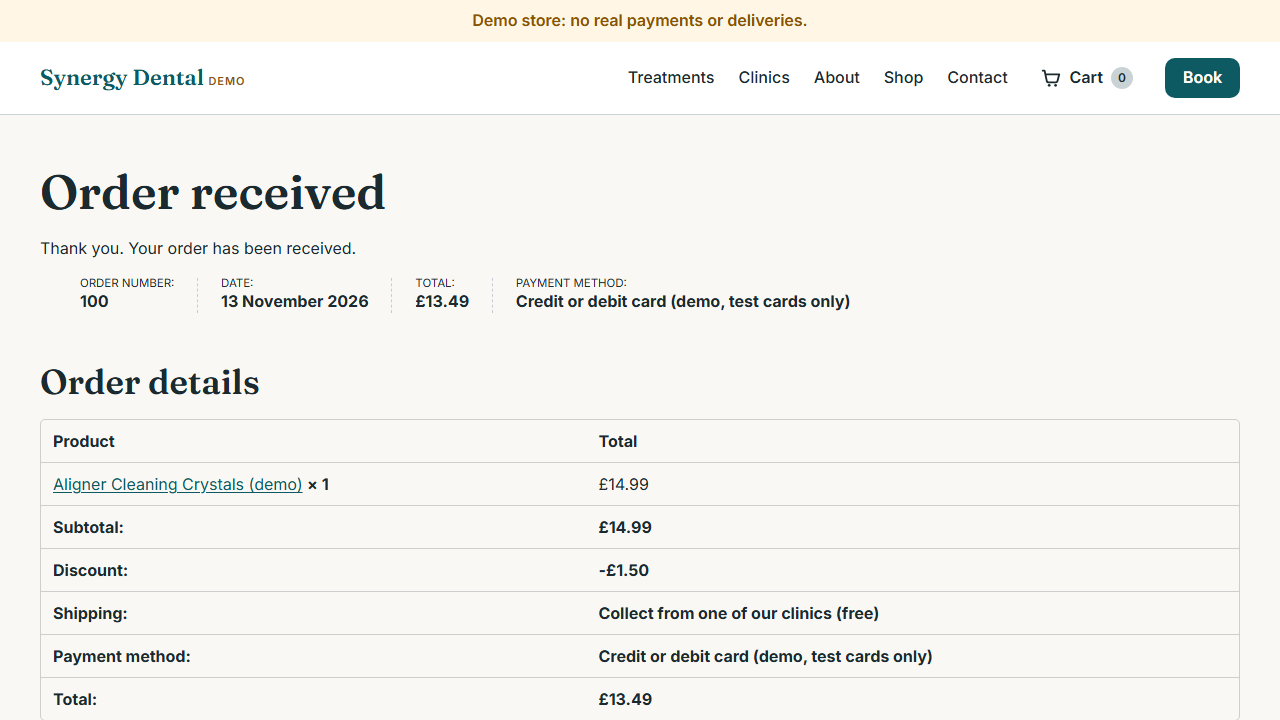 Demo store: no real payments or deliveries.
Synergy Dental DEMO
Treatments Clinics About Shop Contact Cart 0 Book
Order received
Thank you. Your order has been received.
ORDER NUMBER: DATE: TOTAL: PAYMENT METHOD:
100 13 November 2026 £13.49 Credit or debit card (demo, test cards only)
Order details
Product Total
Aligner Cleaning Crystals (demo) × 1 £14.99
Subtotal: £14.99
Discount: -£1.50
Shipping: Collect from one of our clinics (free)
Payment method: Credit or debit card (demo, test cards only)
Total: £13.49